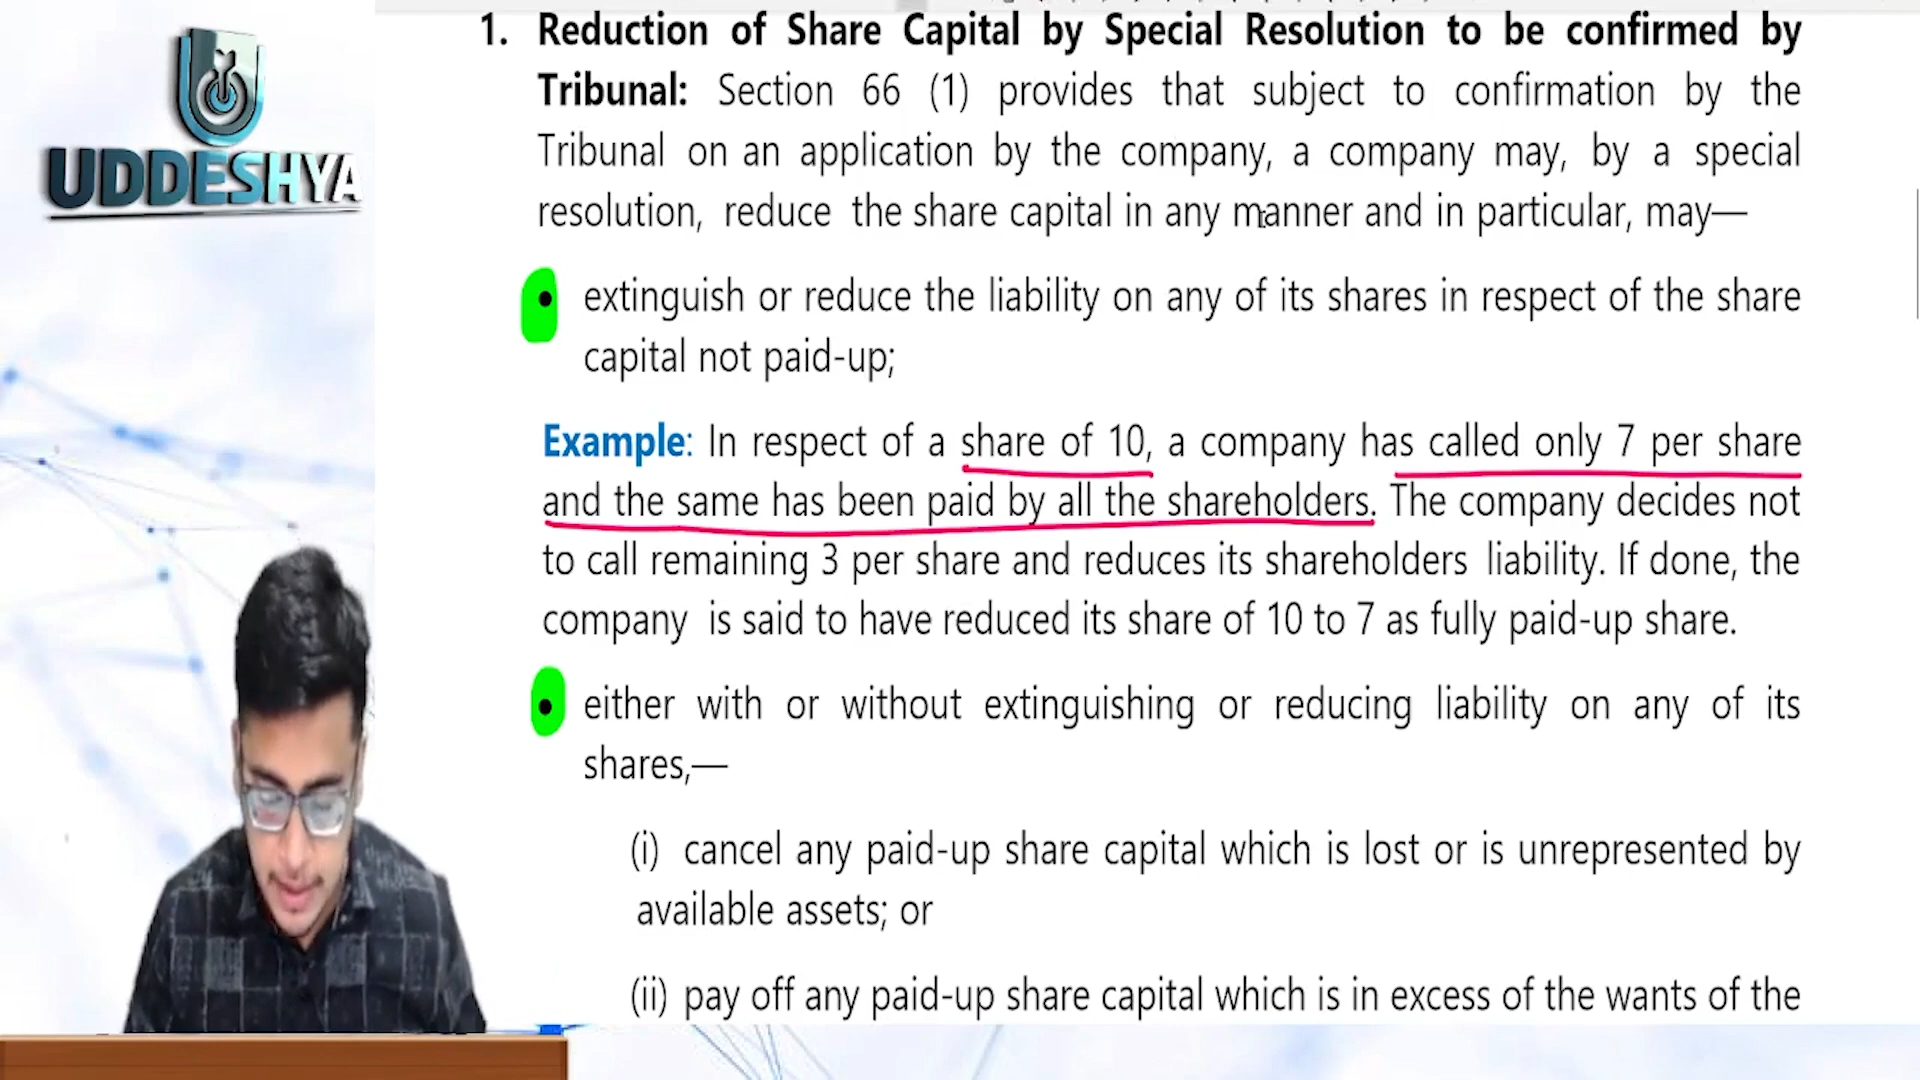 UDDESHYA
1. Reduction of Share Capital by Special Resolution to be confirmed by
Tribunal: Section 66 (1) provides that subject to confirmation by the
Tribunal on an application by the company, a company may, by a special
resolution, reduce the share capital in any manner and in particular, may—
• extinguish or reduce the liability on any of its shares in respect of the share
capital not paid-up;
Example: In respect of a share of 10, a company has called only 7 per share
and the same has been paid by all the shareholders. The company decides not
to call remaining 3 per share and reduces its shareholders liability. If done, the
company is said to have reduced its share of 10 to 7 as fully paid-up share.
• either with or without extinguishing or reducing liability on any of its
shares,—
(i) cancel any paid-up share capital which is lost or is unrepresented by
available assets; or
(ii) pay off any paid-up share capital which is in excess of the wants of the